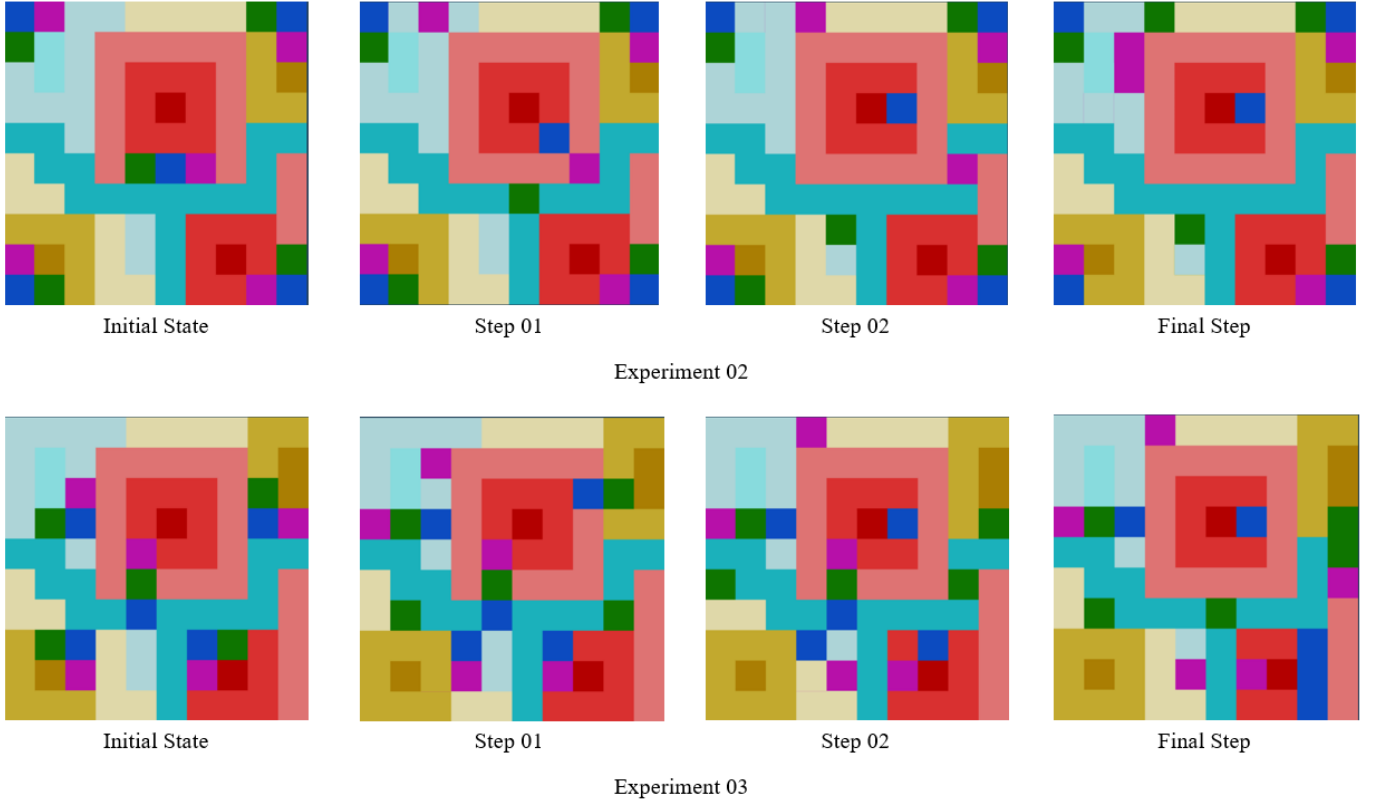 Initial State
Step 01
Step 02
Final Step
Experiment 02
Initial State
Step 01
Step 02
Final Step
Experiment 03